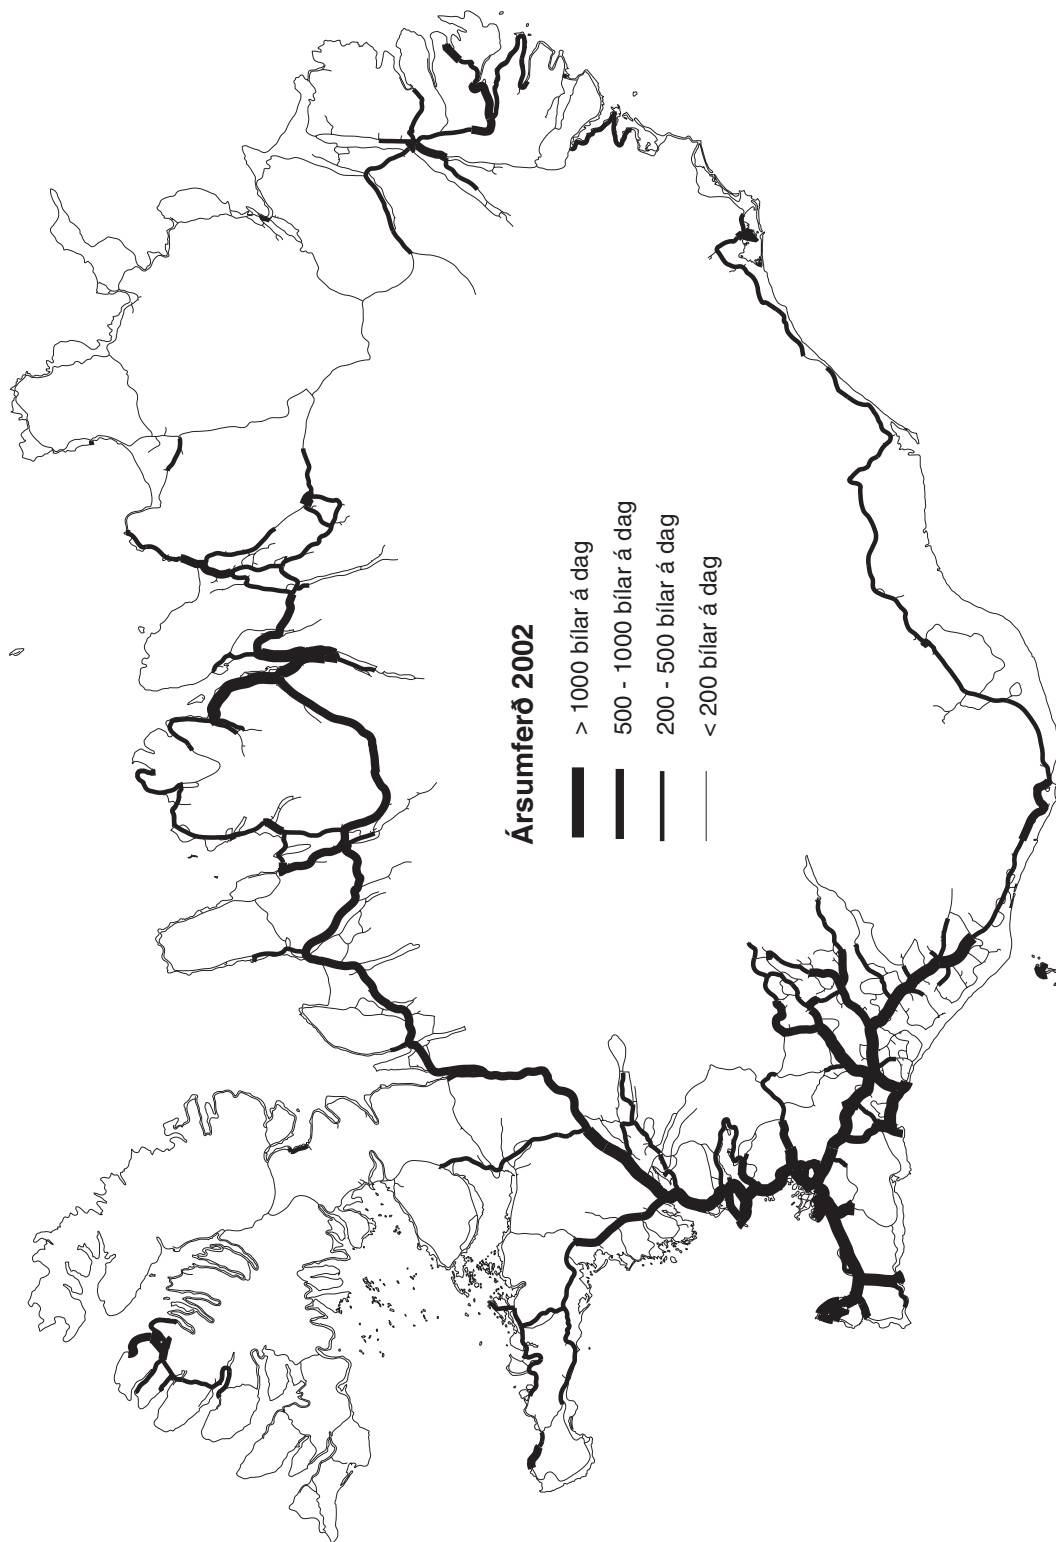 Ársumferð 2002
> 1000 bílar á dag
500 - 1000 bílar á dag
200 - 500 bílar á dag
< 200 bílar á dag